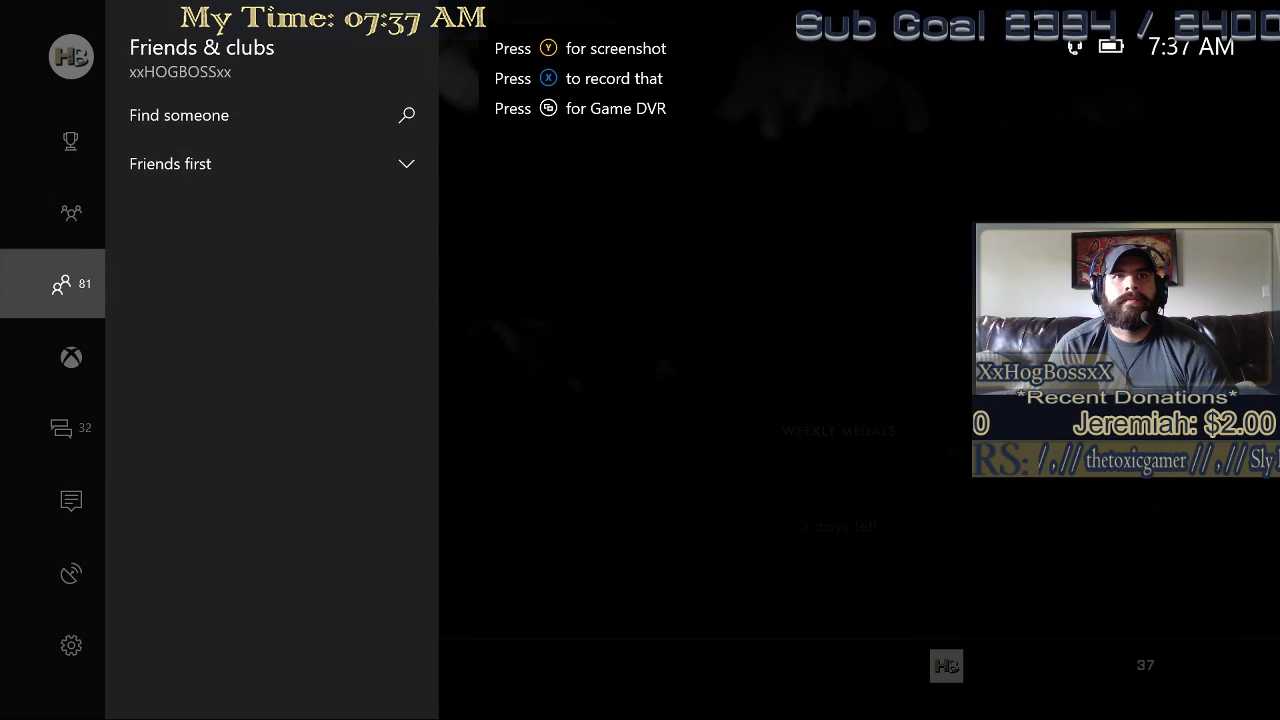 My Time: 07:37 AM
Sub Goal 2394 / 2400
7:37 AM
HB
Friends & clubs
xxHOGBOSSxx
Find someone
Friends first
Press Y for screenshot
Press X to record that
Press for Game DVR
81
32
XxHogBossxX
*Recent Donations*
0 Jeremiah: $2.00
RS: / , // thetoxicgamer // , // Sly
WEEKLY MEDALS
3 days left
HB
37